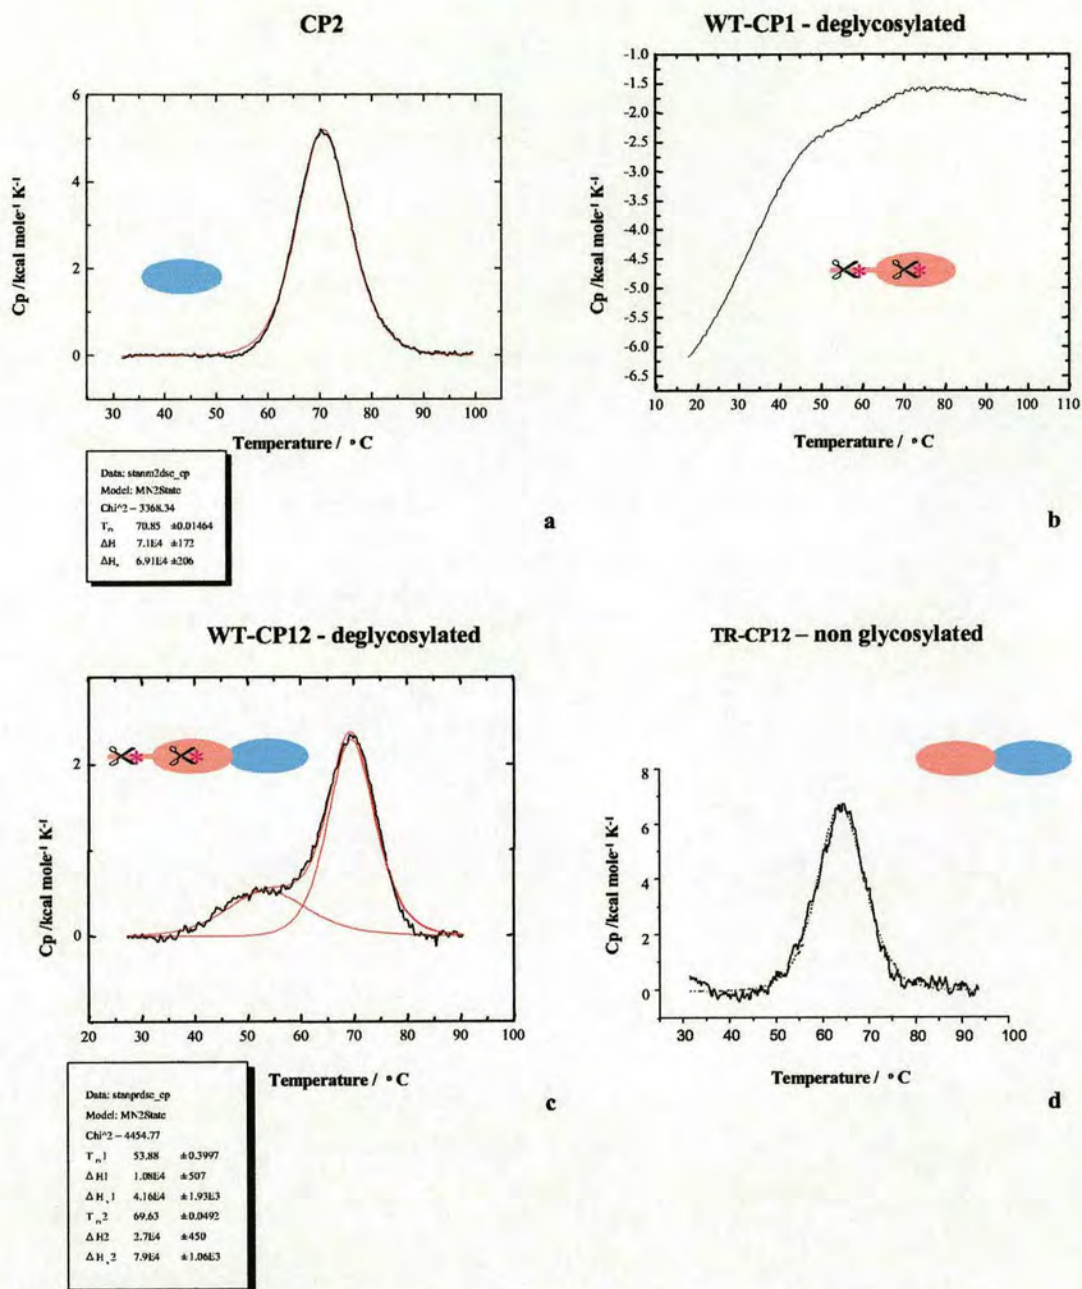 CP2
6
4
2
0
Cp /kcal mole⁻¹ K⁻¹
30 40 50 60 70 80 90 100
Temperature / °C
Data: stanm2dsc_cp
Model: MN2State
Chi^2 – 3368.34
Tm 70.85 ±0.01464
ΔH 7.1E4 ±172
ΔHv 6.91E4 ±206
a
WT-CP1 - deglycosylated
-1.0
-1.5
-2.0
-2.5
-3.0
-3.5
-4.0
-4.5
-5.0
-5.5
-6.0
-6.5
Cp /kcal mole⁻¹ K⁻¹
10 20 30 40 50 60 70 80 90 100 110
Temperature / °C
b
WT-CP12 - deglycosylated
2
0
Cp /kcal mole⁻¹ K⁻¹
20 30 40 50 60 70 80 90 100
Temperature / °C
Data: stanprdsc_cp
Model: MN2State
Chi^2 – 4454.77
Tm1 53.88 ±0.3997
ΔH1 1.08E4 ±507
ΔHv1 4.16E4 ±1.93E3
Tm2 69.63 ±0.0492
ΔH2 2.7E4 ±450
ΔHv2 7.9E4 ±1.06E3
c
TR-CP12 – non glycosylated
8
6
4
2
0
Cp /kcal mole⁻¹ K⁻¹
30 40 50 60 70 80 90 100
Temperature / °C
d